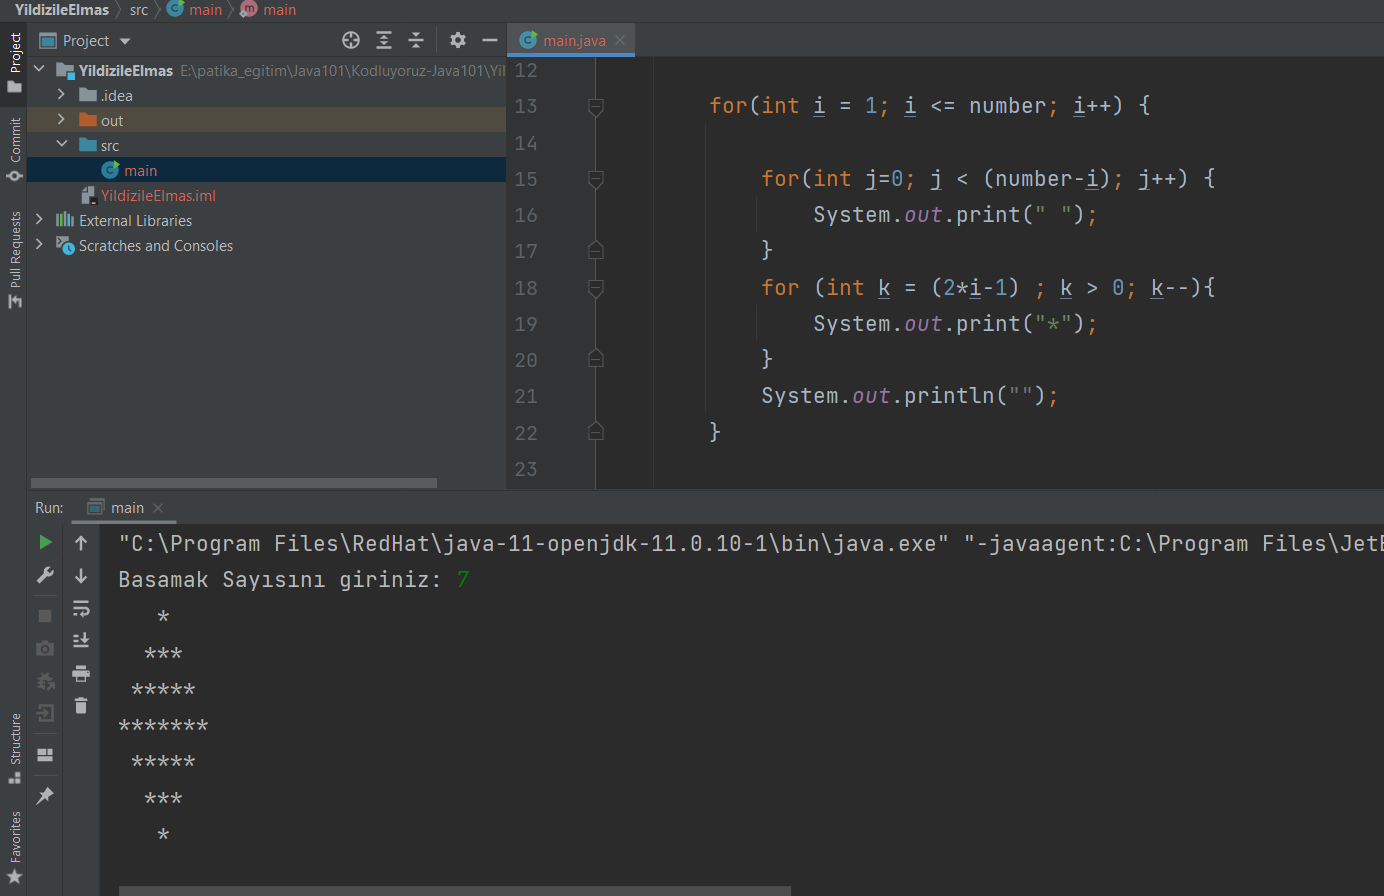 YildizileElmas src main main
Project
Project
main.java
YildizileElmas E:\patika_egitim\Java101\Kodluyoruz-Java101\Yil
.idea
out
src
main
YildizileElmas.iml
External Libraries
Scratches and Consoles
Commit
Pull Requests
12
13 for(int i = 1; i <= number; i++) {
14
15 for(int j=0; j < (number-i); j++) {
16 System.out.print(" ");
17 }
18 for (int k = (2*i-1) ; k > 0; k--){
19 System.out.print("*");
20 }
21 System.out.println("");
22 }
23
Run: main
"C:\Program Files\RedHat\java-11-openjdk-11.0.10-1\bin\java.exe" "-javaagent:C:\Program Files\JetB
Basamak Sayısını giriniz: 7
*
***
*****
*******
*****
***
*
Structure
Favorites